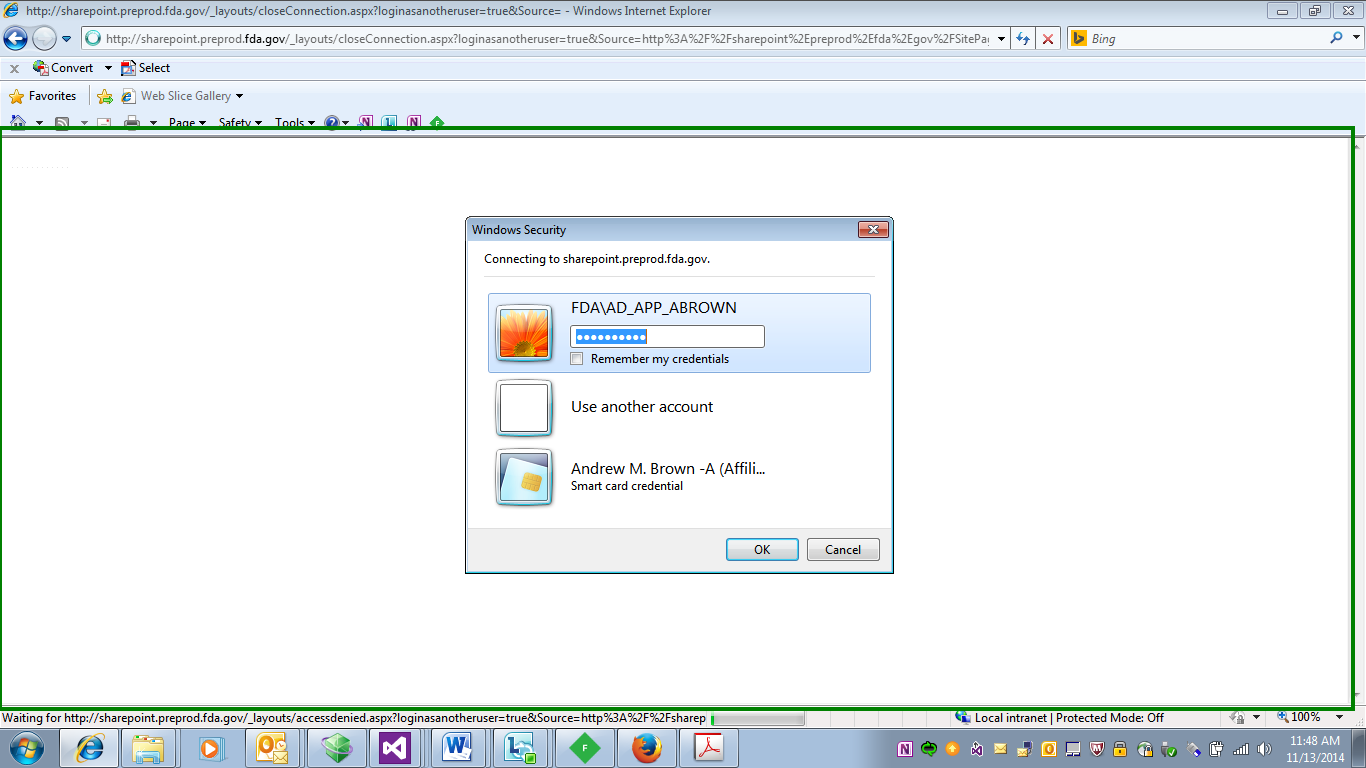 http://sharepoint.preprod.fda.gov/_layouts/closeConnection.aspx?loginasanotheruser=true&Source= - Windows Internet Explorer
http://sharepoint.preprod.fda.gov/_layouts/closeConnection.aspx?loginasanotheruser=true&Source=http%3A%2F%2Fsharepoint%2Epreprod%2Efda%2Egov%2FSitePag
Bing
x Convert Select
Favorites Web Slice Gallery
Page Safety Tools
Windows Security
Connecting to sharepoint.preprod.fda.gov.
FDA\AD_APP_ABROWN
●●●●●●●●●●
Remember my credentials
Use another account
Andrew M. Brown -A (Affili...
Smart card credential
OK Cancel
Waiting for http://sharepoint.preprod.fda.gov/_layouts/accessdenied.aspx?loginasanotheruser=true&Source=http%3A%2F%2Fsharep
Local intranet | Protected Mode: Off
100%
11:48 AM
11/13/2014